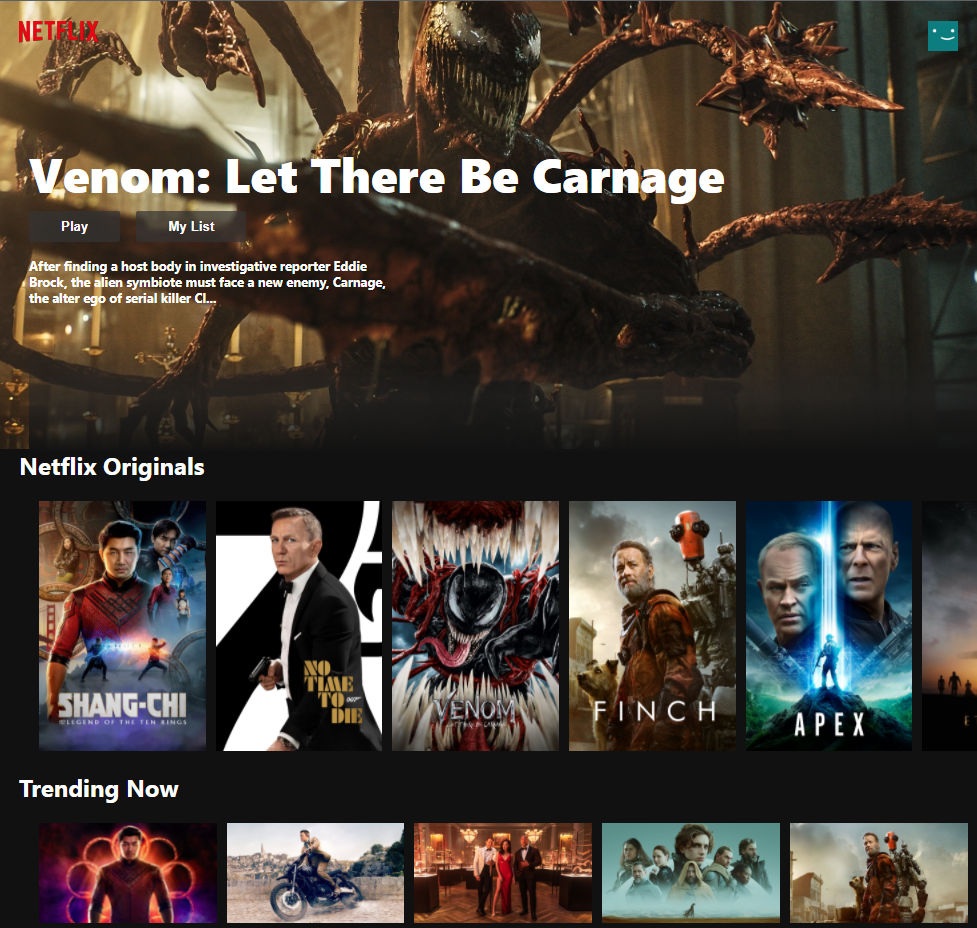 NETFLIX
Venom: Let There Be Carnage
Play
My List
After finding a host body in investigative reporter Eddie
Brock, the alien symbiote must face a new enemy, Carnage,
the alter ego of serial killer Cl...
Netflix Originals
SHANG-CHI
LEGEND OF THE TEN RINGS
NO
TIME
TO
DIE
007
VENOM
FINCH
APEX
Trending Now